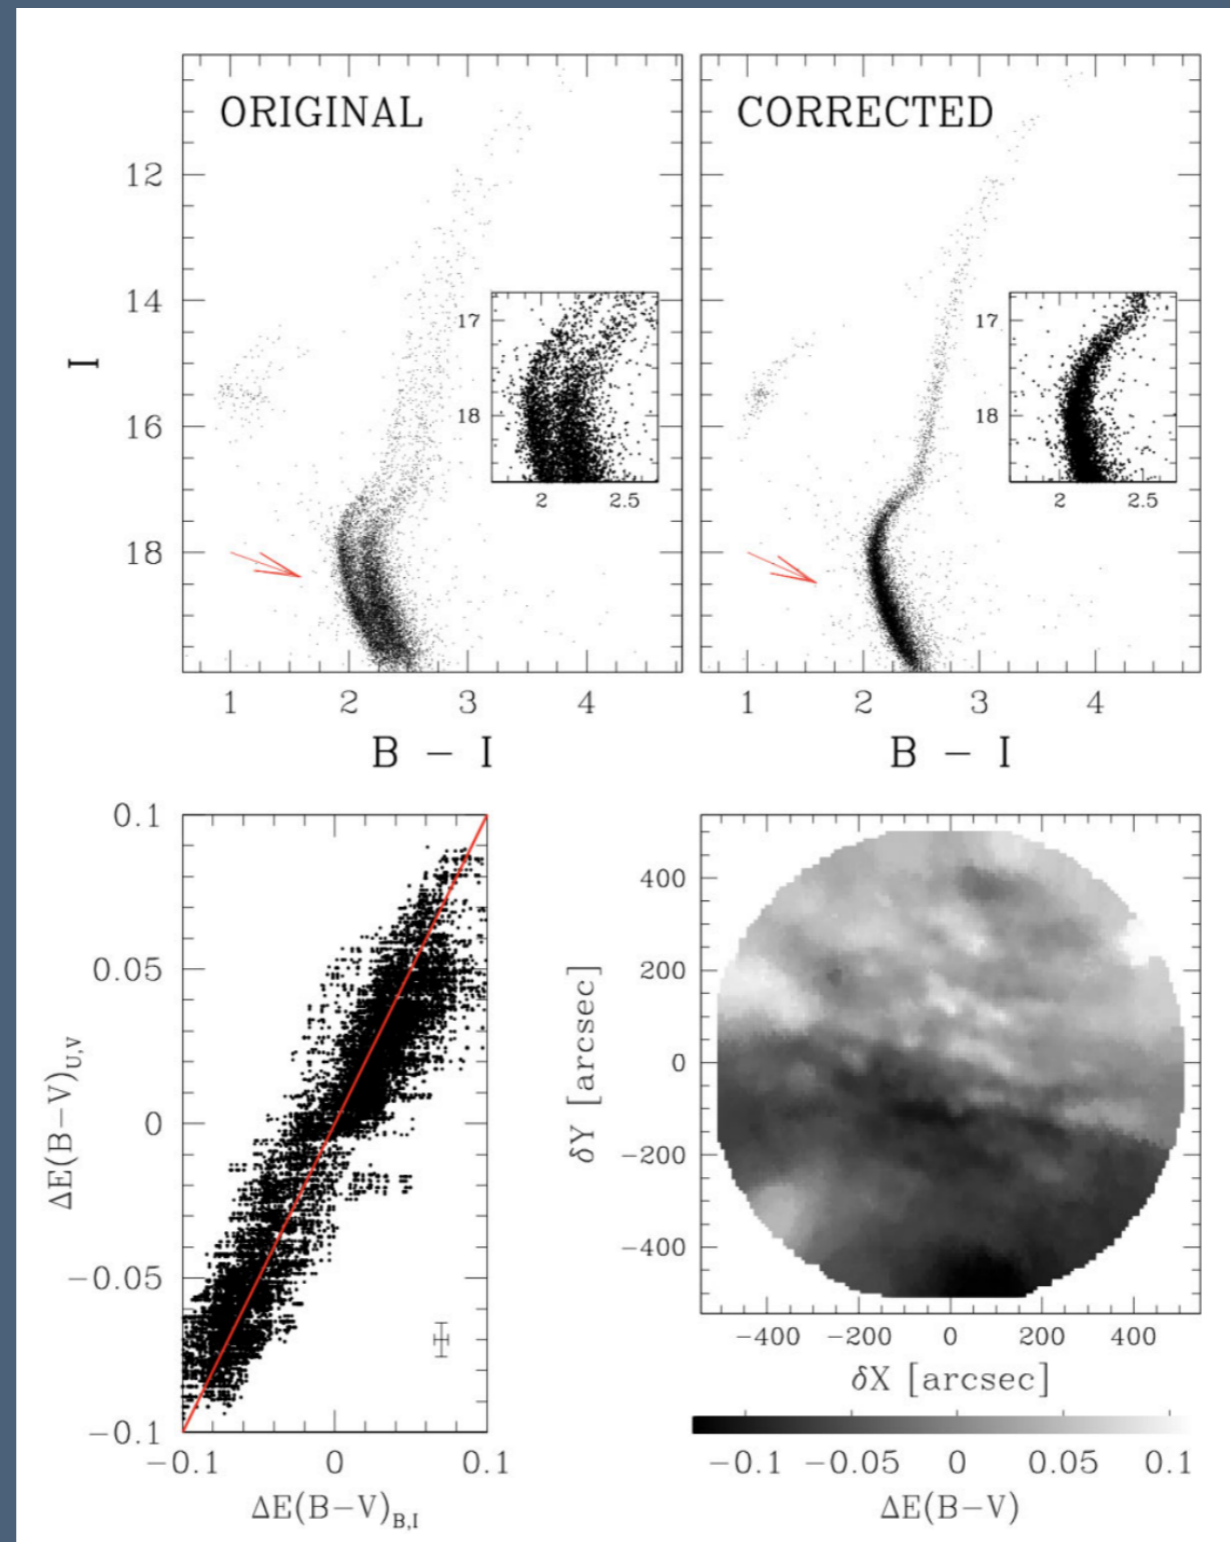 ORIGINAL
CORRECTED
12
14
16
18
I
17
18
2 2.5
17
18
2 2.5
1 2 3 4
1 2 3 4
B − I
B − I
0.1
0.05
0
−0.05
−0.1
ΔE(B−V)U,V
−0.1 0 0.1
ΔE(B−V)B,I
400
200
0
−200
−400
δY [arcsec]
−400 −200 0 200 400
δX [arcsec]
−0.1 −0.05 0 0.05 0.1
ΔE(B−V)